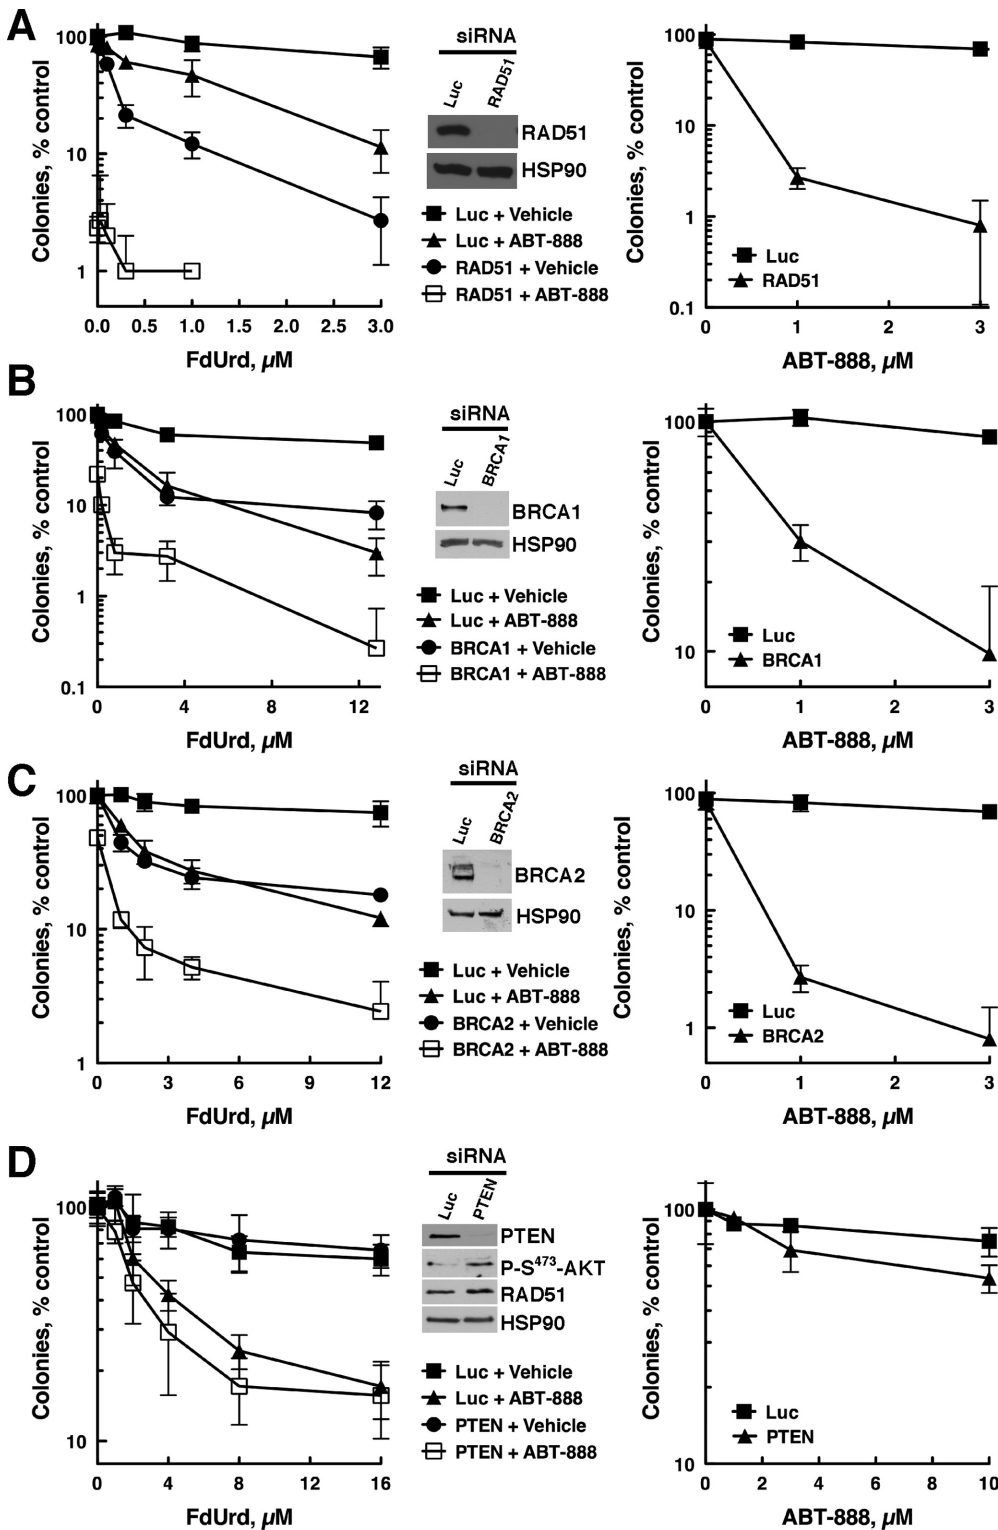 A
Colonies, % control
100
10
1
0.0 0.5 1.0 1.5 2.0 2.5 3.0
FdUrd, µM
siRNA
Luc RAD51
RAD51
HSP90
Luc + Vehicle
Luc + ABT-888
RAD51 + Vehicle
RAD51 + ABT-888
Colonies, % control
100
10
1
0.1
Luc
RAD51
0 1 2 3
ABT-888, µM
B
Colonies, % control
100
10
1
0.1
0 4 8 12
FdUrd, µM
siRNA
Luc BRCA1
BRCA1
HSP90
Luc + Vehicle
Luc + ABT-888
BRCA1 + Vehicle
BRCA1 + ABT-888
Colonies, % control
100
10
Luc
BRCA1
0 1 2 3
ABT-888, µM
C
Colonies, % control
100
10
1
0 3 6 9 12
FdUrd, µM
siRNA
Luc BRCA2
BRCA2
HSP90
Luc + Vehicle
Luc + ABT-888
BRCA2 + Vehicle
BRCA2 + ABT-888
Colonies, % control
100
10
1
Luc
BRCA2
0 1 2 3
ABT-888, µM
D
Colonies, % control
100
10
0 4 8 12 16
FdUrd, µM
siRNA
Luc PTEN
PTEN
P-S473-AKT
RAD51
HSP90
Luc + Vehicle
Luc + ABT-888
PTEN + Vehicle
PTEN + ABT-888
Colonies, % control
100
10
Luc
PTEN
0 2 4 6 8 10
ABT-888, µM